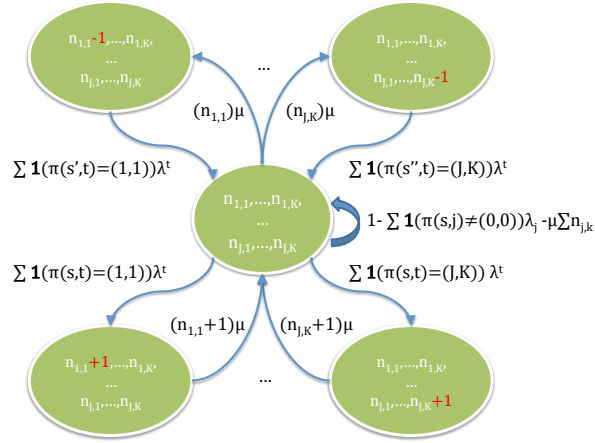 n1,1-1,...,n1,K,
...
nJ,1,...,nJ,K
n1,1,...,n1,K,
...
nJ,1,...,nJ,K-1
...
(n1,1)μ
(nJ,K)μ
∑ 1(π(s’,t)=(1,1))λᵗ
∑ 1(π(s’’,t)=(J,K))λᵗ
n1,1,...,n1,K,
...
nJ,1,...,nJ,K
1- ∑ 1(π(s,j)≠(0,0))λj -μ∑nj,k
∑ 1(π(s,t)=(1,1))λᵗ
∑ 1(π(s,t)=(J,K)) λᵗ
(n1,1+1)μ
(nJ,K+1)μ
n1,1+1,...,n1,K,
...
nJ,1,...,nJ,K
...
n1,1,...,n1,K,
...
nJ,1,...,nJ,K+1